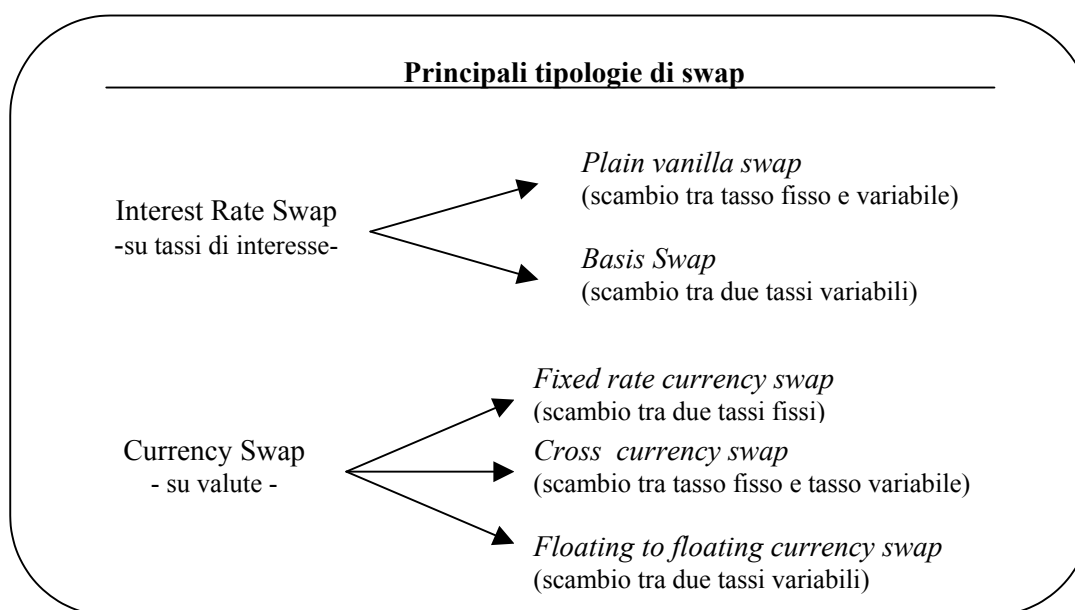 Principali tipologie di swap
Interest Rate Swap
-su tassi di interesse-
Plain vanilla swap
(scambio tra tasso fisso e variabile)
Basis Swap
(scambio tra due tassi variabili)
Currency Swap
- su valute -
Fixed rate currency swap
(scambio tra due tassi fissi)
Cross currency swap
(scambio tra tasso fisso e tasso variabile)
Floating to floating currency swap
(scambio tra due tassi variabili)